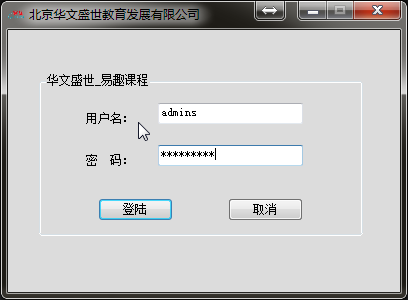 北京华文盛世教育发展有限公司
华文盛世_易趣课程
用户名： admins
密　码： *********
登陆 取消